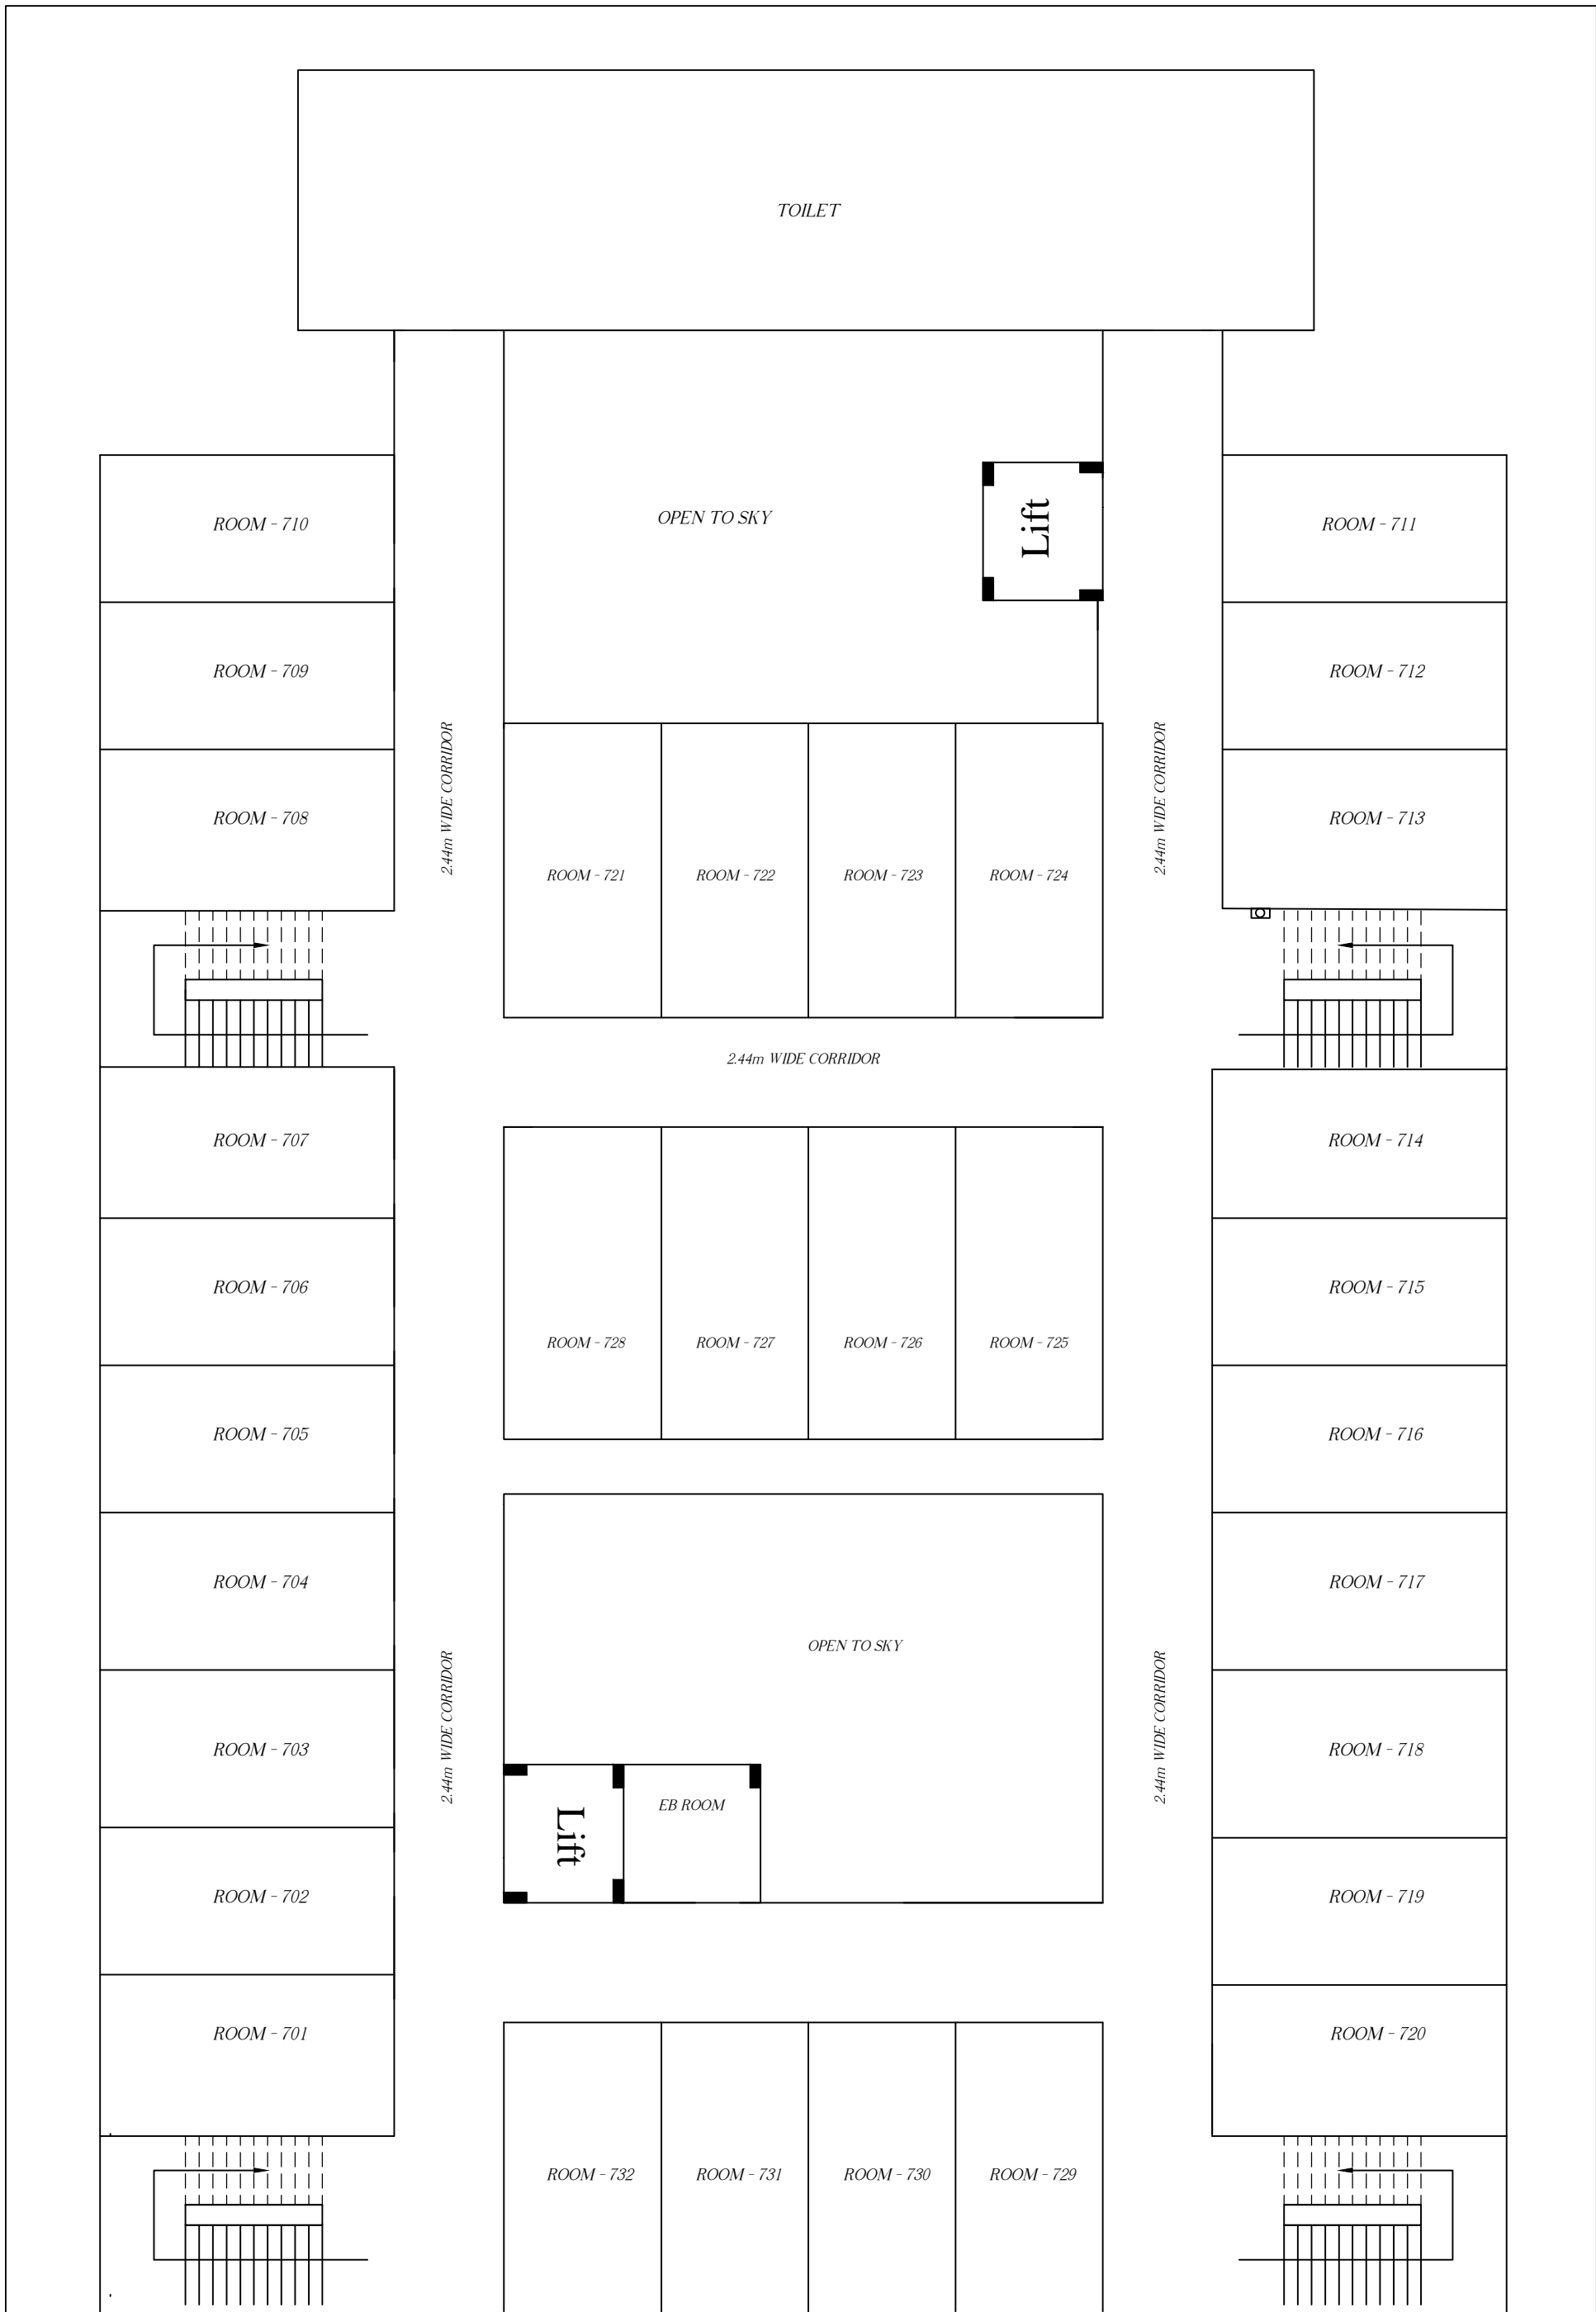 TOILET
OPEN TO SKY
Lift
ROOM - 710
ROOM - 711
ROOM - 709
ROOM - 712
ROOM - 708
ROOM - 713
2.44m WIDE CORRIDOR
2.44m WIDE CORRIDOR
ROOM - 721
ROOM - 722
ROOM - 723
ROOM - 724
2.44m WIDE CORRIDOR
ROOM - 707
ROOM - 714
ROOM - 706
ROOM - 715
ROOM - 728
ROOM - 727
ROOM - 726
ROOM - 725
ROOM - 705
ROOM - 716
ROOM - 704
ROOM - 717
OPEN TO SKY
2.44m WIDE CORRIDOR
2.44m WIDE CORRIDOR
ROOM - 703
ROOM - 718
EB ROOM
Lift
ROOM - 702
ROOM - 719
ROOM - 701
ROOM - 720
ROOM - 732
ROOM - 731
ROOM - 730
ROOM - 729